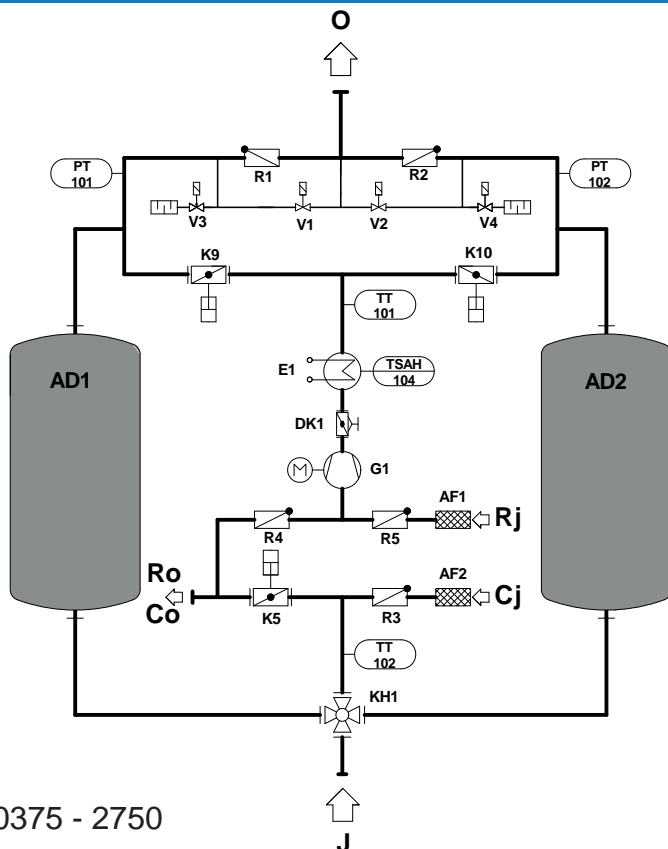 O
PT 101
R1
R2
PT 102
V3
V1
V2
V4
K9
K10
TT 101
AD1
E1
TSAH 104
AD2
DK1
M
G1
AF1
Rj
R4
R5
Ro
Co
K5
AF2
Cj
R3
TT 102
KH1
0375 - 2750
J